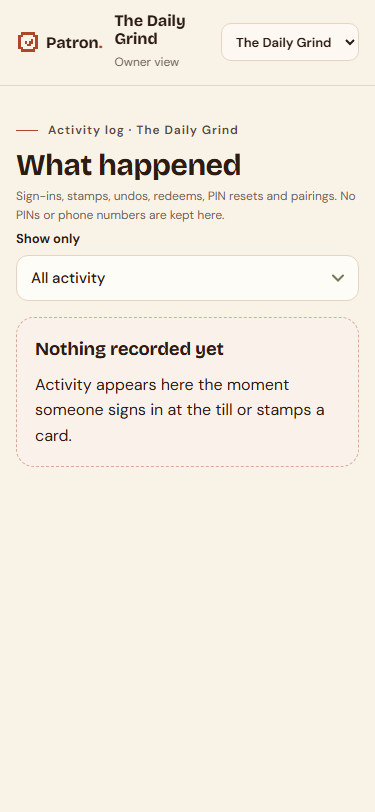 Patron.
The Daily
Grind
Owner view
The Daily Grind
Activity log · The Daily Grind
What happened
Sign-ins, stamps, undos, redeems, PIN resets and pairings. No
PINs or phone numbers are kept here.
Show only
All activity
Nothing recorded yet
Activity appears here the moment
someone signs in at the till or stamps a
card.